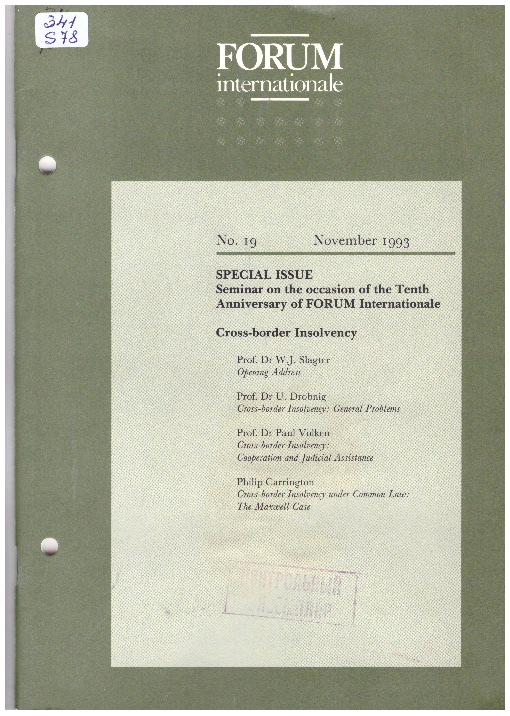 341
S78
FORUM
internationale
No. 19 November 1993
SPECIAL ISSUE
Seminar on the occasion of the Tenth
Anniversary of FORUM Internationale
Cross-border Insolvency
Prof. Dr W.J. Slagter
Opening Address
Prof. Dr U. Drobnig
Cross-border Insolvency: General Problems
Prof. Dr Paul Volken
Cross-border Insolvency:
Cooperation and Judicial Assistance
Philip Carrington
Cross-border Insolvency under Common Law:
The Maxwell Case